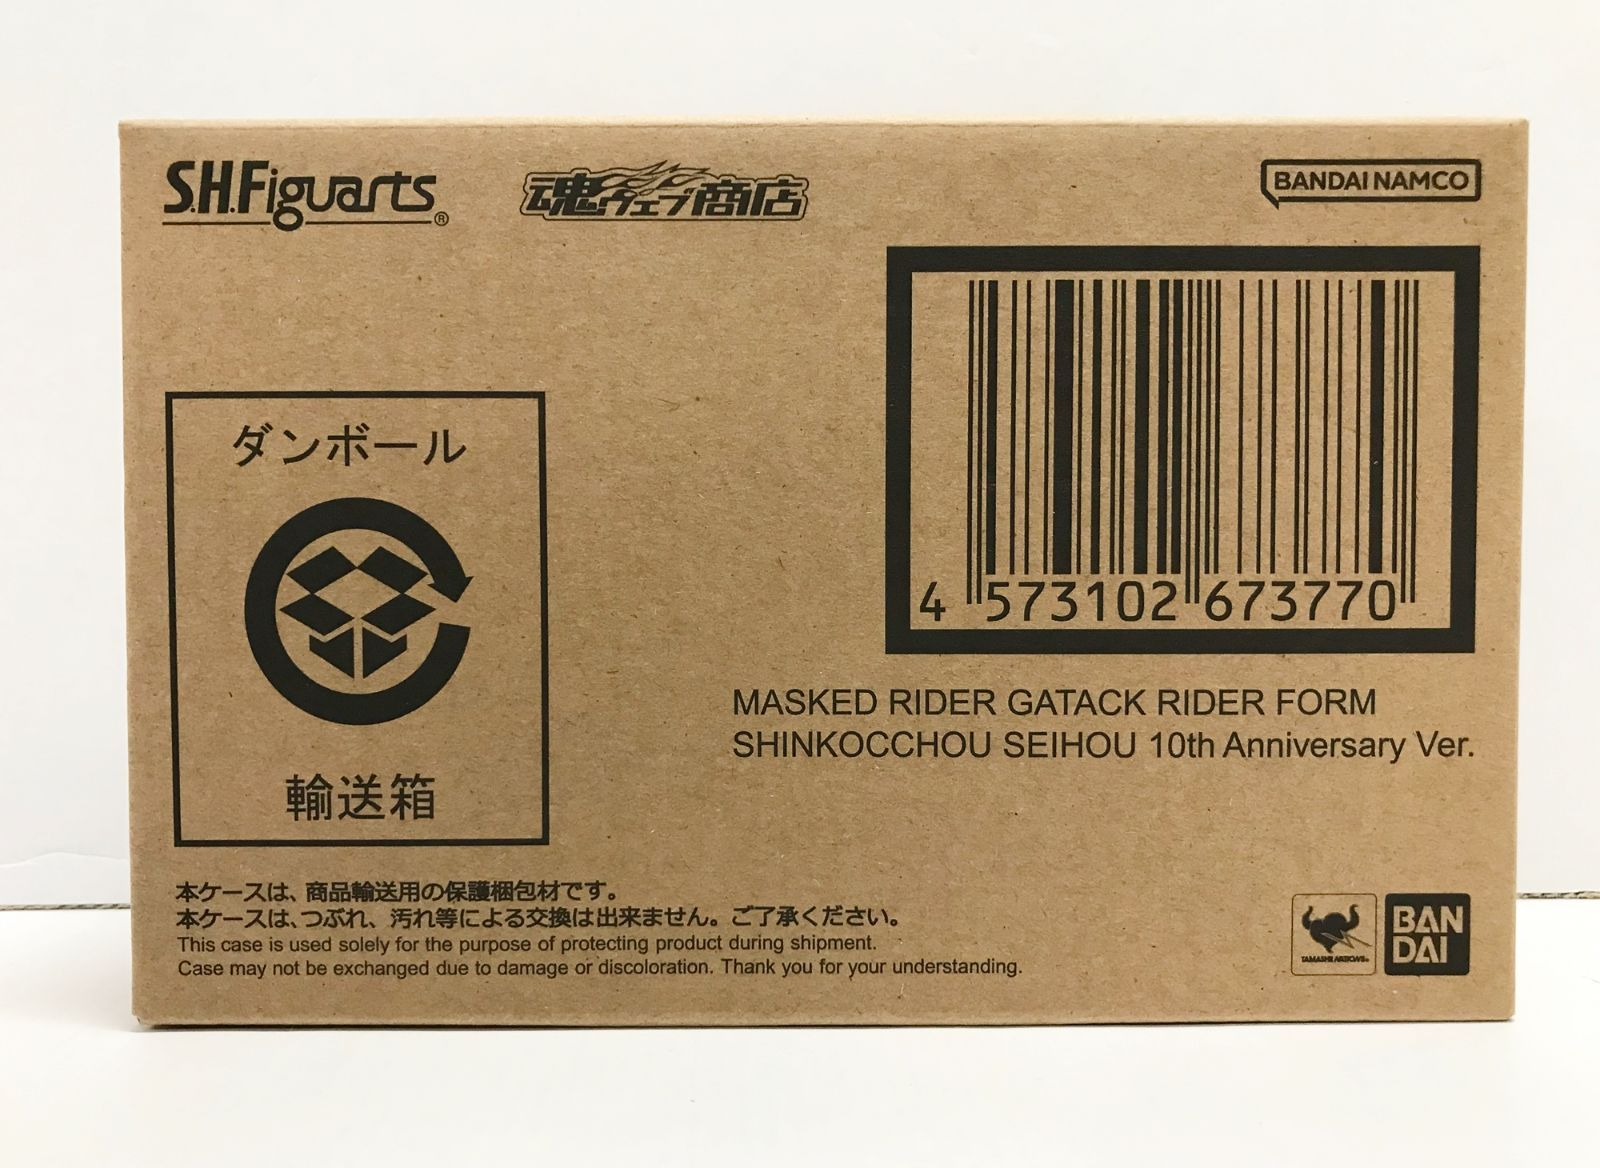 S.H.Figuarts®
魂ウェブ商店
BANDAI NAMCO
4 573102 673770
ダンボール
輸送箱
MASKED RIDER GATACK RIDER FORM
SHINKOCCHOU SEIHOU 10th Anniversary Ver.
本ケースは、商品輸送用の保護梱包材です。
本ケースは、つぶれ、汚れ等による交換は出来ません。ご了承ください。
This case is used solely for the purpose of protecting product during shipment.
Case may not be exchanged due to damage or discoloration. Thank you for your understanding.
TAMASHII NATIONS®
BAN
DAI